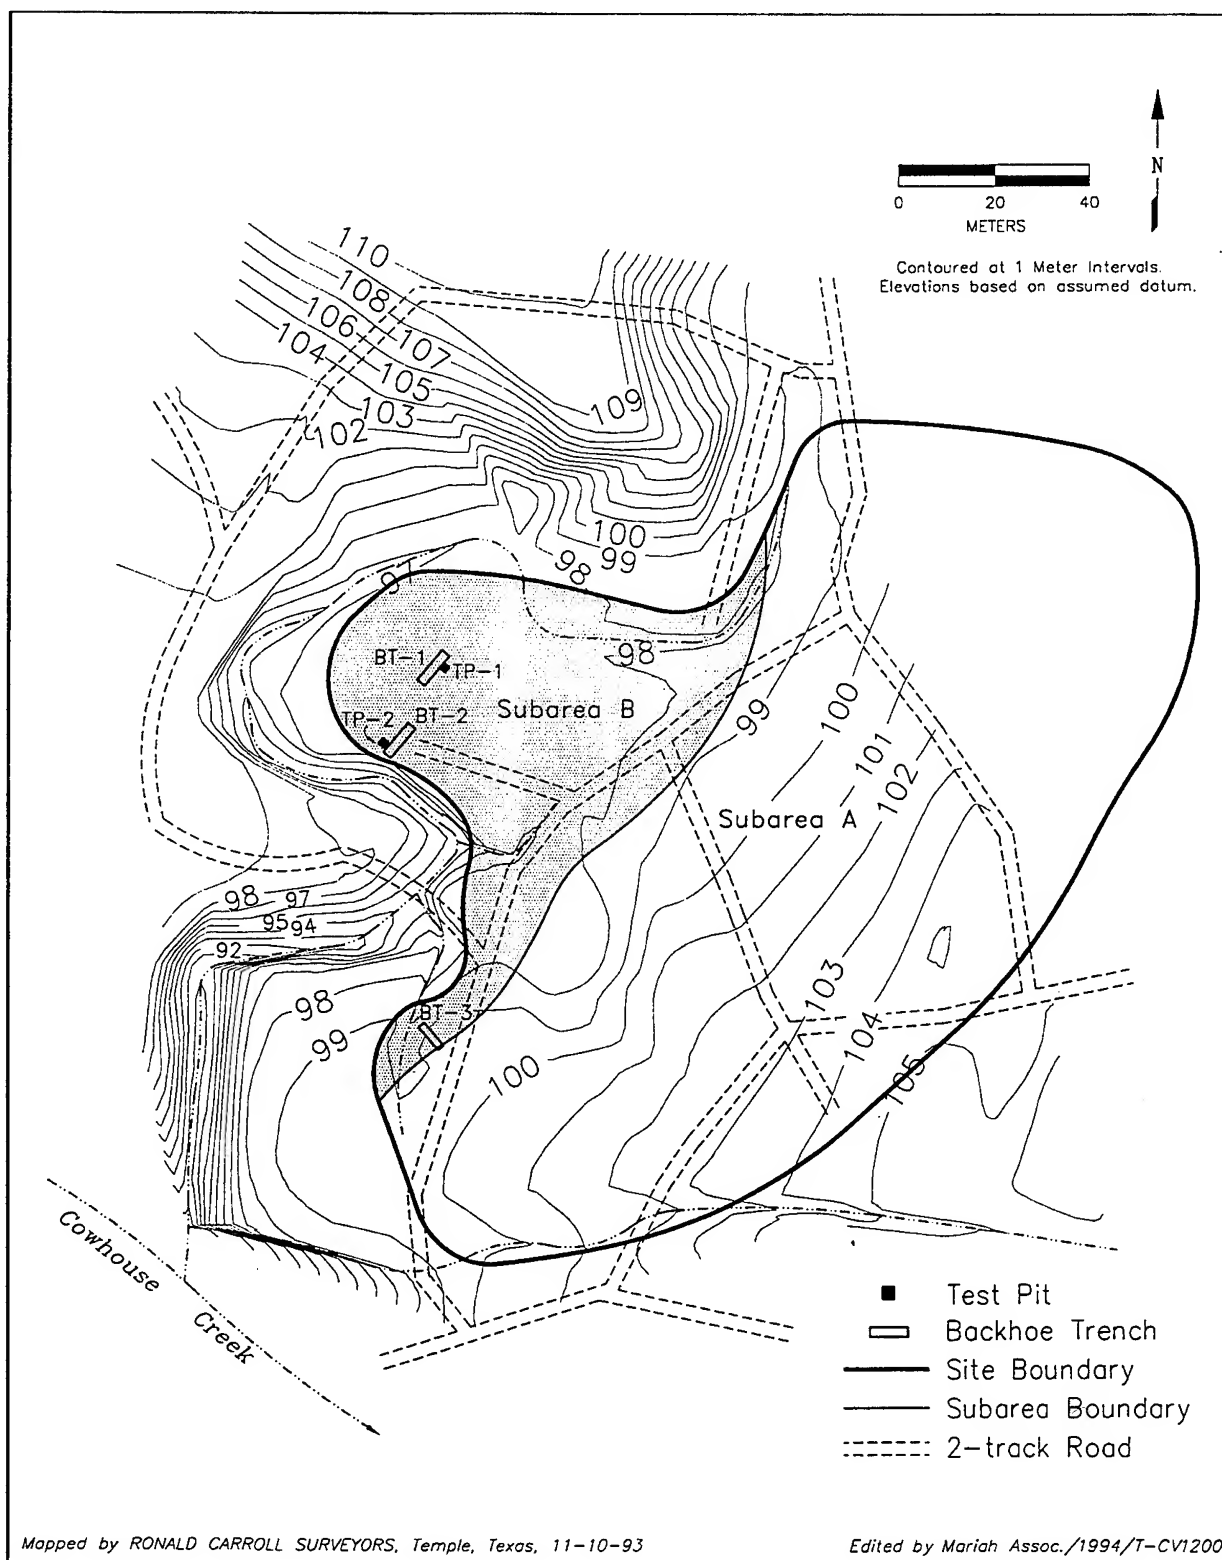 N
0 20 40
METERS
Contoured at 1 Meter Intervals.
Elevations based on assumed datum.
110
108
106
107
104
105
103
109
102
100
99
98
97
98
BT-1
TP-1
TP-2
BT-2
Subarea B
99
100
101
102
Subarea A
98
97
95
94
92
98
99
BT-3
103
104
100
105
Cowhouse
Creek
Test Pit
Backhoe Trench
Site Boundary
Subarea Boundary
2-track Road
Mapped by RONALD CARROLL SURVEYORS, Temple, Texas, 11-10-93
Edited by Mariah Assoc./1994/T-CV1200